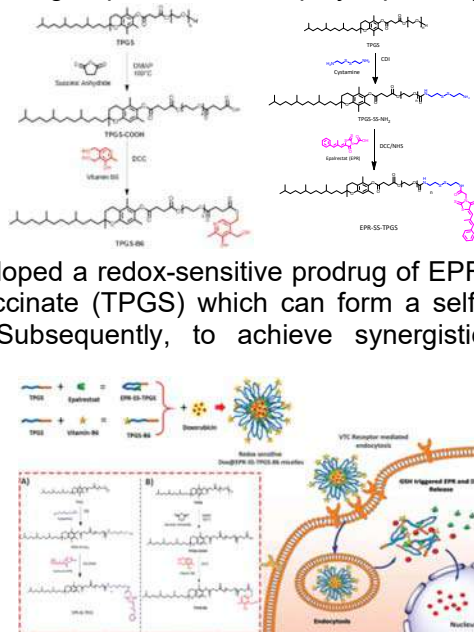 TPGS
Succinic Anhydride
DMAP
100°C
TPGS-COOH
Vitamin B6
DCC
TPGS-B6
TPGS
Cystamine
CDI
TPGS-SS-NH2
Epalrestat (EPR)
DCC/NHS
n
EPR-SS-TPGS
loped a redox-sensitive prodrug of EPF
ccinate (TPGS) which can form a self
Subsequently, to achieve synergistic
TPGS + Epalrestat = EPR-SS-TPGS
TPGS + Vitamin-B6 = TPGS-B6
+ Doxorubicin
Redox sensitive
Dox@EPR-SS-TPGS-B6 micelles
VTC Receptor mediated
endocytosis
GSH triggered EPR and D
Release
A)
B)
Endocytosis
Nucleu